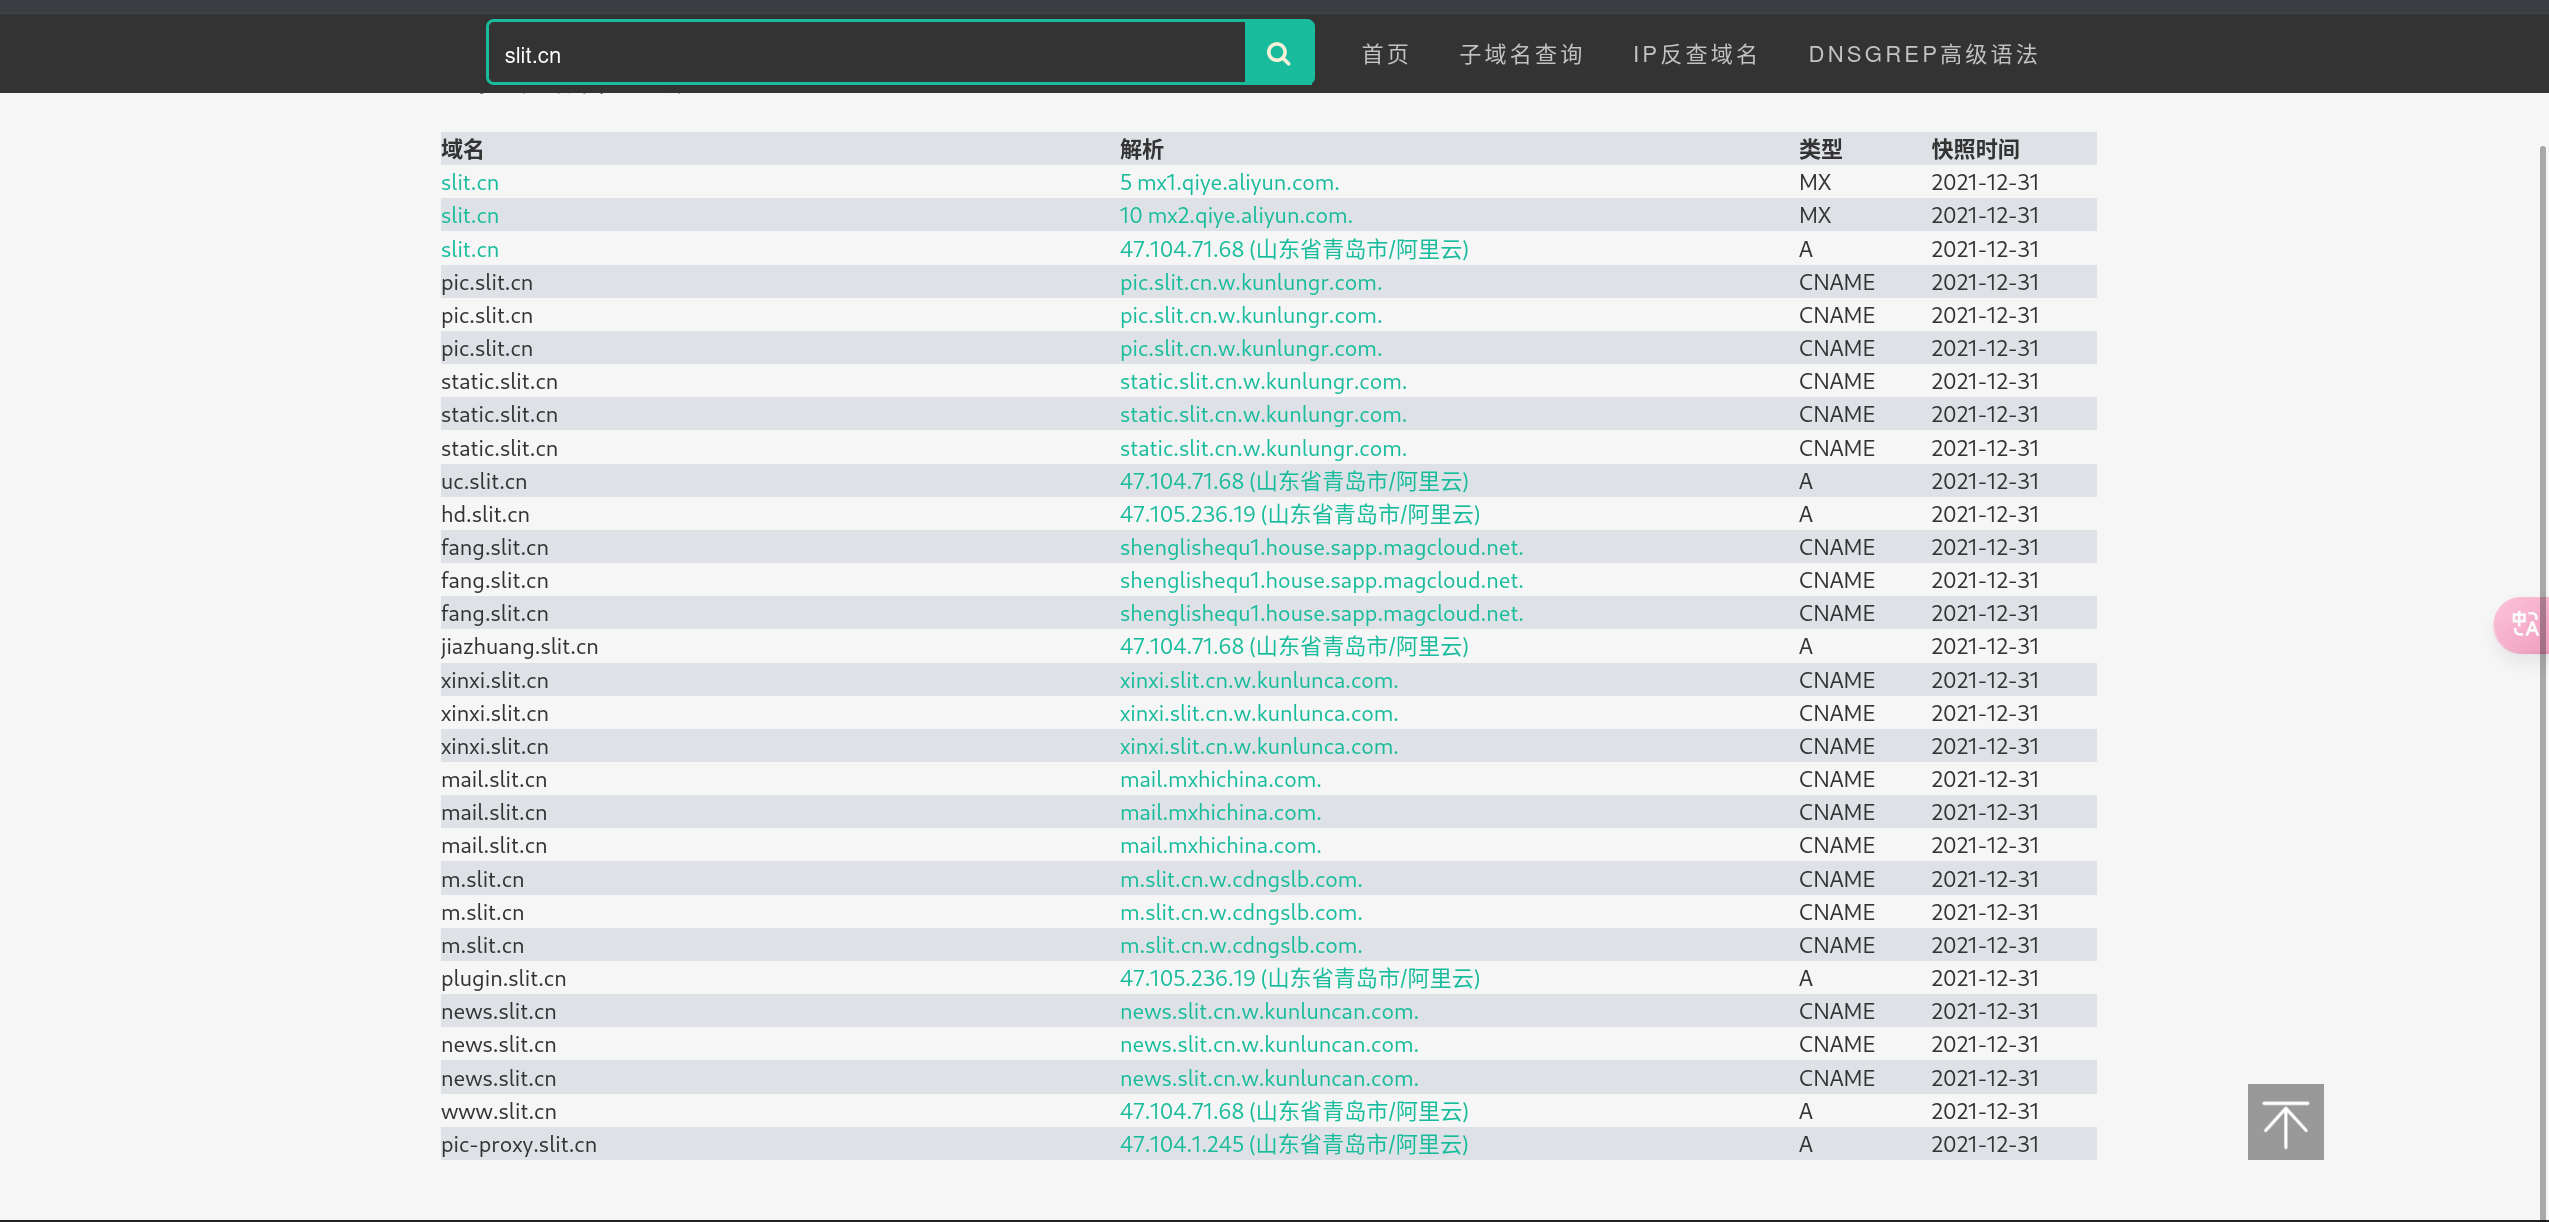 slit.cn 首页 子域名查询 IP反查域名 DNSGREP高级语法
域名 解析 类型 快照时间
slit.cn 5 mx1.qiye.aliyun.com. MX 2021-12-31
slit.cn 10 mx2.qiye.aliyun.com. MX 2021-12-31
slit.cn 47.104.71.68 (山东省青岛市/阿里云) A 2021-12-31
pic.slit.cn pic.slit.cn.w.kunlungr.com. CNAME 2021-12-31
pic.slit.cn pic.slit.cn.w.kunlungr.com. CNAME 2021-12-31
pic.slit.cn pic.slit.cn.w.kunlungr.com. CNAME 2021-12-31
static.slit.cn static.slit.cn.w.kunlungr.com. CNAME 2021-12-31
static.slit.cn static.slit.cn.w.kunlungr.com. CNAME 2021-12-31
static.slit.cn static.slit.cn.w.kunlungr.com. CNAME 2021-12-31
uc.slit.cn 47.104.71.68 (山东省青岛市/阿里云) A 2021-12-31
hd.slit.cn 47.105.236.19 (山东省青岛市/阿里云) A 2021-12-31
fang.slit.cn shenglishequ1.house.sapp.magcloud.net. CNAME 2021-12-31
fang.slit.cn shenglishequ1.house.sapp.magcloud.net. CNAME 2021-12-31
fang.slit.cn shenglishequ1.house.sapp.magcloud.net. CNAME 2021-12-31
jiazhuang.slit.cn 47.104.71.68 (山东省青岛市/阿里云) A 2021-12-31
xinxi.slit.cn xinxi.slit.cn.w.kunlunca.com. CNAME 2021-12-31
xinxi.slit.cn xinxi.slit.cn.w.kunlunca.com. CNAME 2021-12-31
xinxi.slit.cn xinxi.slit.cn.w.kunlunca.com. CNAME 2021-12-31
mail.slit.cn mail.mxhichina.com. CNAME 2021-12-31
mail.slit.cn mail.mxhichina.com. CNAME 2021-12-31
mail.slit.cn mail.mxhichina.com. CNAME 2021-12-31
m.slit.cn m.slit.cn.w.cdngslb.com. CNAME 2021-12-31
m.slit.cn m.slit.cn.w.cdngslb.com. CNAME 2021-12-31
m.slit.cn m.slit.cn.w.cdngslb.com. CNAME 2021-12-31
plugin.slit.cn 47.105.236.19 (山东省青岛市/阿里云) A 2021-12-31
news.slit.cn news.slit.cn.w.kunluncan.com. CNAME 2021-12-31
news.slit.cn news.slit.cn.w.kunluncan.com. CNAME 2021-12-31
news.slit.cn news.slit.cn.w.kunluncan.com. CNAME 2021-12-31
www.slit.cn 47.104.71.68 (山东省青岛市/阿里云) A 2021-12-31
pic-proxy.slit.cn 47.104.1.245 (山东省青岛市/阿里云) A 2021-12-31